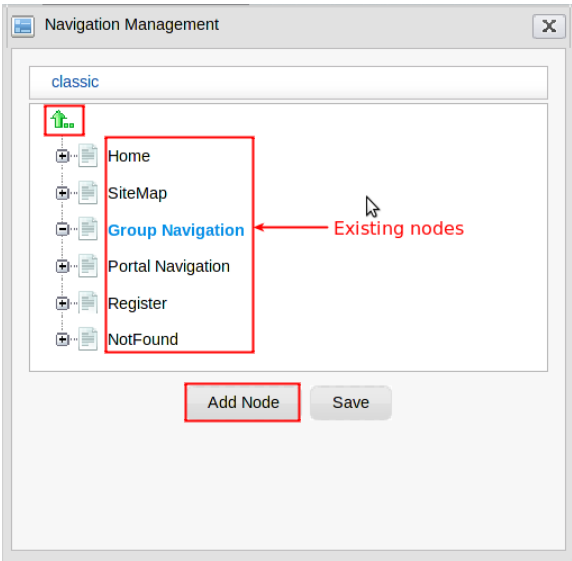 Navigation Management
classic
Home
SiteMap
Group Navigation
Existing nodes
Portal Navigation
Register
NotFound
Add Node
Save